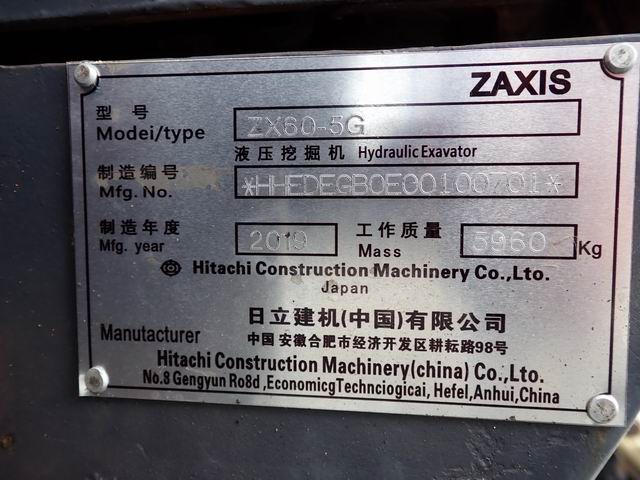 ZAXIS
型 号
Modei/type ZX60-5G
液压挖掘机 Hydraulic Exavator
制造编号
Mfg. No. *HHEDEGB0E00100701*
制造年度 工作质量
Mfg. year 2019 Mass 5960 Kg
Hitachi Construction Machinery Co.,Lto.
Japan
日立建机(中国)有限公司
Manutacturer 中国 安徽合肥市经济开发区耕耘路98号
Hitachi Construction Machinery(china) Co.,Ltd.
No.8 Gengyun Ro8d ,EconomicgTechnciogicai, Hefel,Anhui,China